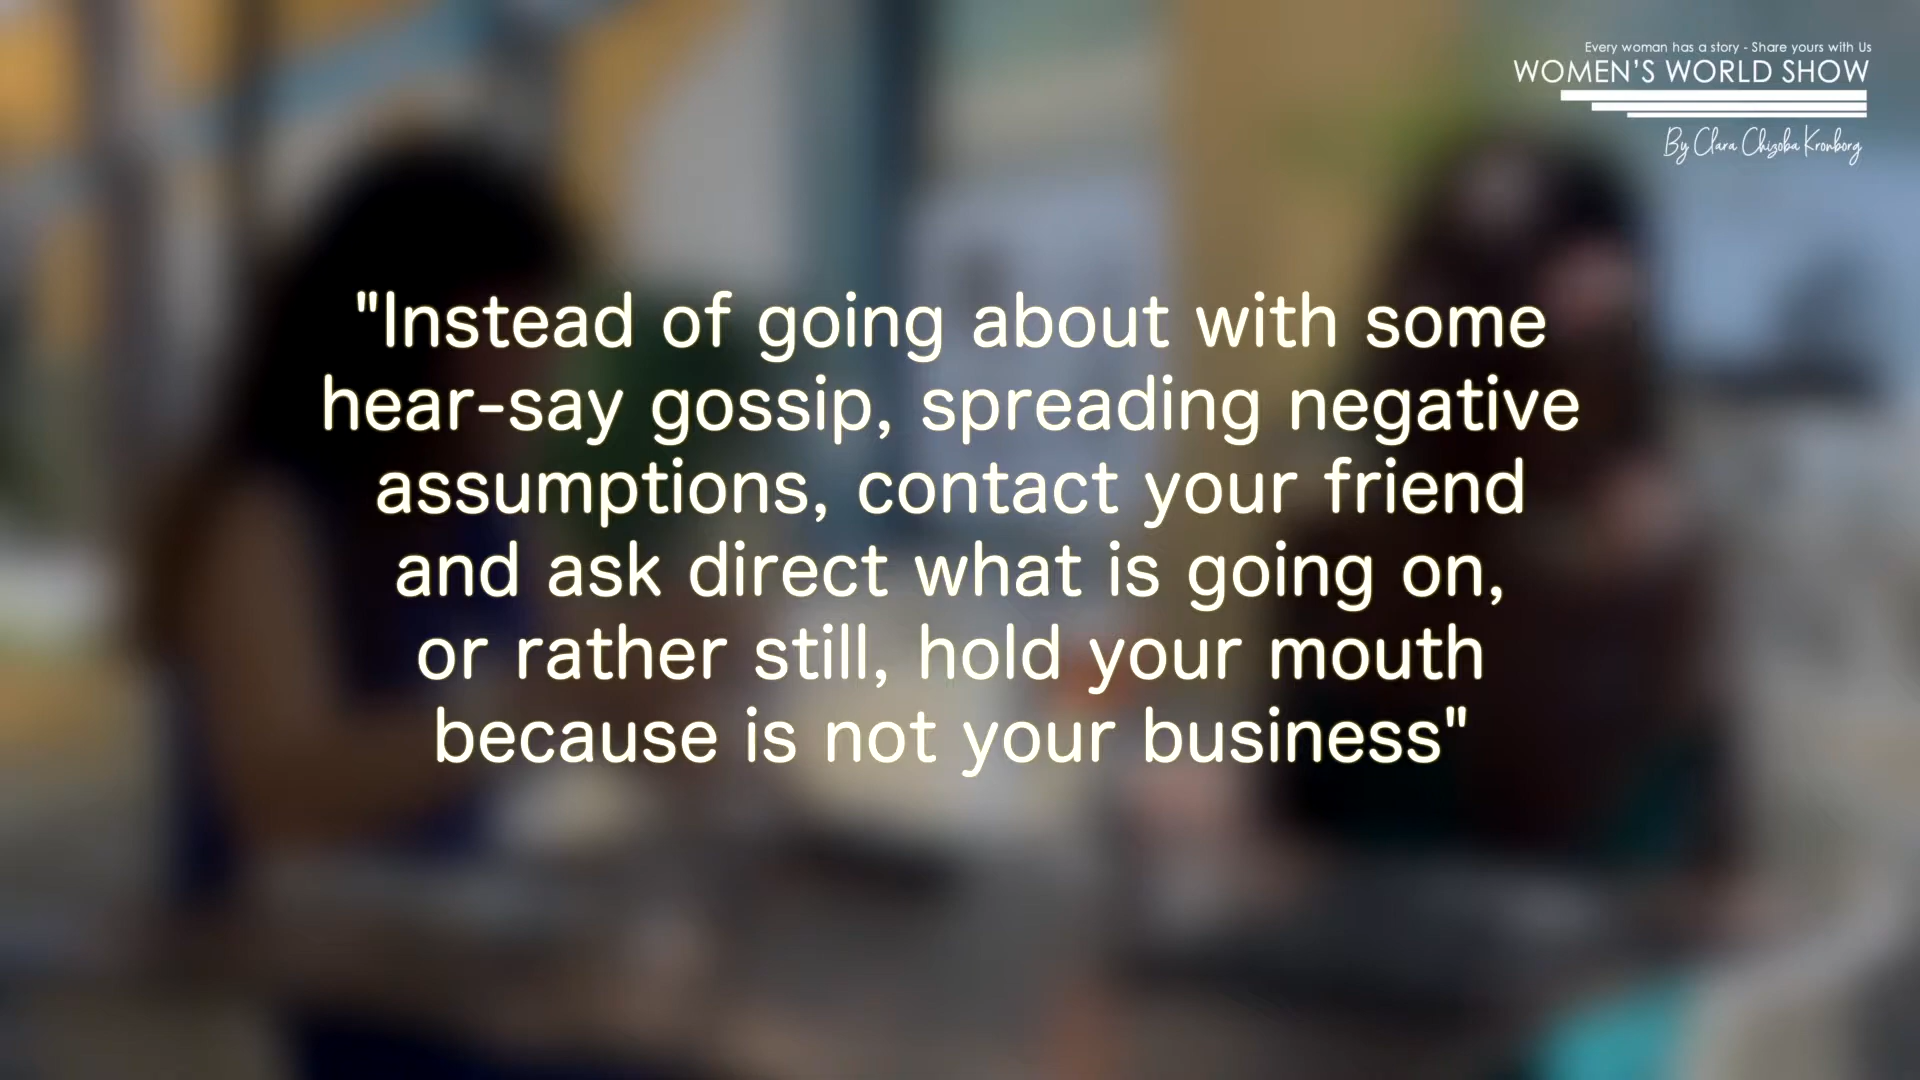 Every woman has a story - Share yours with Us
WOMEN'S WORLD SHOW
By Clara Chizoba Kronborg
"Instead of going about with some
hear-say gossip, spreading negative
assumptions, contact your friend
and ask direct what is going on,
or rather still, hold your mouth
because is not your business"